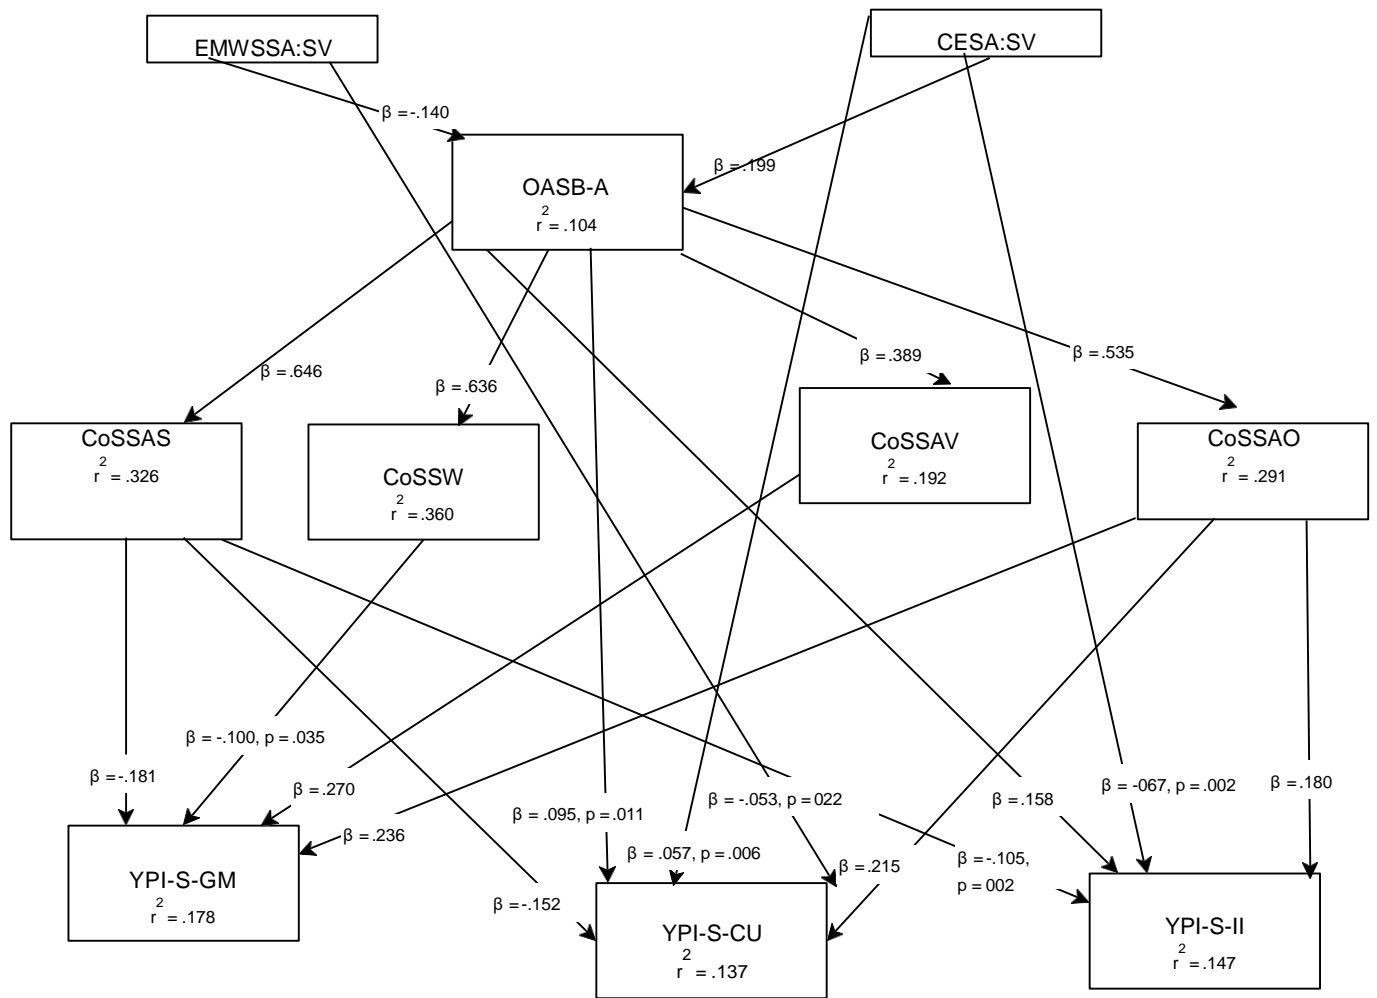 EMWSSA:SV
CESA:SV
β =-.140
β =.199
OASB-A
2
r = .104
β =.646
β =.636
β =.389
β =.535
CoSSAS
2
r = .326
CoSSW
2
r = .360
CoSSAV
2
r = .192
CoSSAO
2
r = .291
β =-.100, p =.035
β =-.181
β =.270
β =.236
β = .095, p =.011
β =-.053, p =022
β =.057, p =.006
β =.158
β =-067, p =.002
β =.180
β =.215
β =-.105,
p =002
β =-.152
YPI-S-GM
2
r = .178
YPI-S-CU
2
r = .137
YPI-S-II
2
r = .147